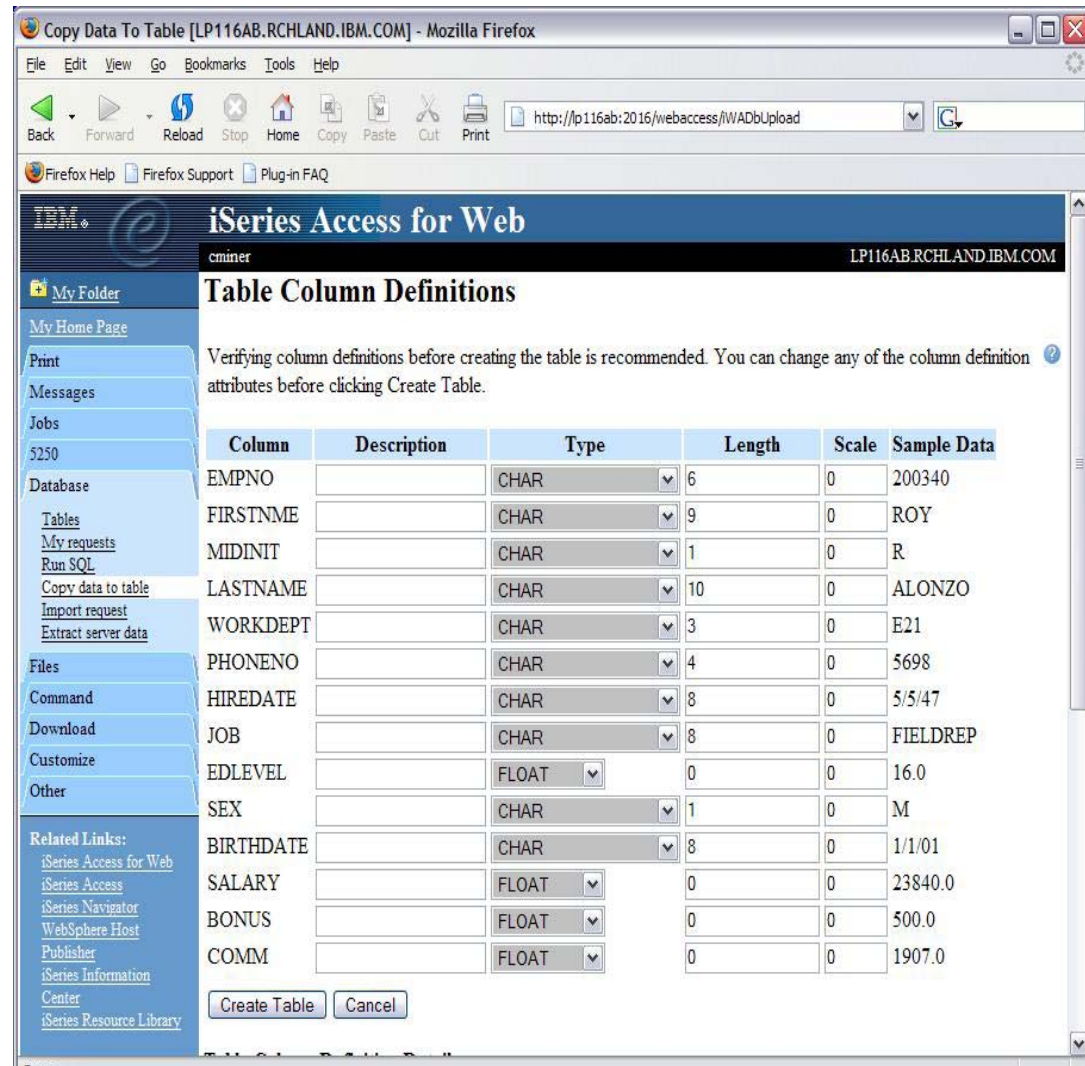 Copy Data To Table [LP116AB.RCHLAND.IBM.COM] - Mozilla Firefox
File Edit View Go Bookmarks Tools Help
Back Forward Reload Stop Home Copy Paste Cut Print http://lp116ab:2016/webaccess/iWADbUpload G
Firefox Help Firefox Support Plug-in FAQ
IBM e iSeries Access for Web
cminer LP116AB.RCHLAND.IBM.COM
My Folder
My Home Page
Print
Messages
Jobs
5250
Database
Tables
My requests
Run SQL
Copy data to table
Import request
Extract server data
Files
Command
Download
Customize
Other
Related Links:
iSeries Access for Web
iSeries Access
iSeries Navigator
WebSphere Host
Publisher
iSeries Information
Center
iSeries Resource Library
Table Column Definitions
Verifying column definitions before creating the table is recommended. You can change any of the column definition ?
attributes before clicking Create Table.
Column Description Type Length Scale Sample Data
EMPNO CHAR 6 0 200340
FIRSTNME CHAR 9 0 ROY
MIDINIT CHAR 1 0 R
LASTNAME CHAR 10 0 ALONZO
WORKDEPT CHAR 3 0 E21
PHONENO CHAR 4 0 5698
HIREDATE CHAR 8 0 5/5/47
JOB CHAR 8 0 FIELDREP
EDLEVEL FLOAT 0 0 16.0
SEX CHAR 1 0 M
BIRTHDATE CHAR 8 0 1/1/01
SALARY FLOAT 0 0 23840.0
BONUS FLOAT 0 0 500.0
COMM FLOAT 0 0 1907.0
Create Table Cancel